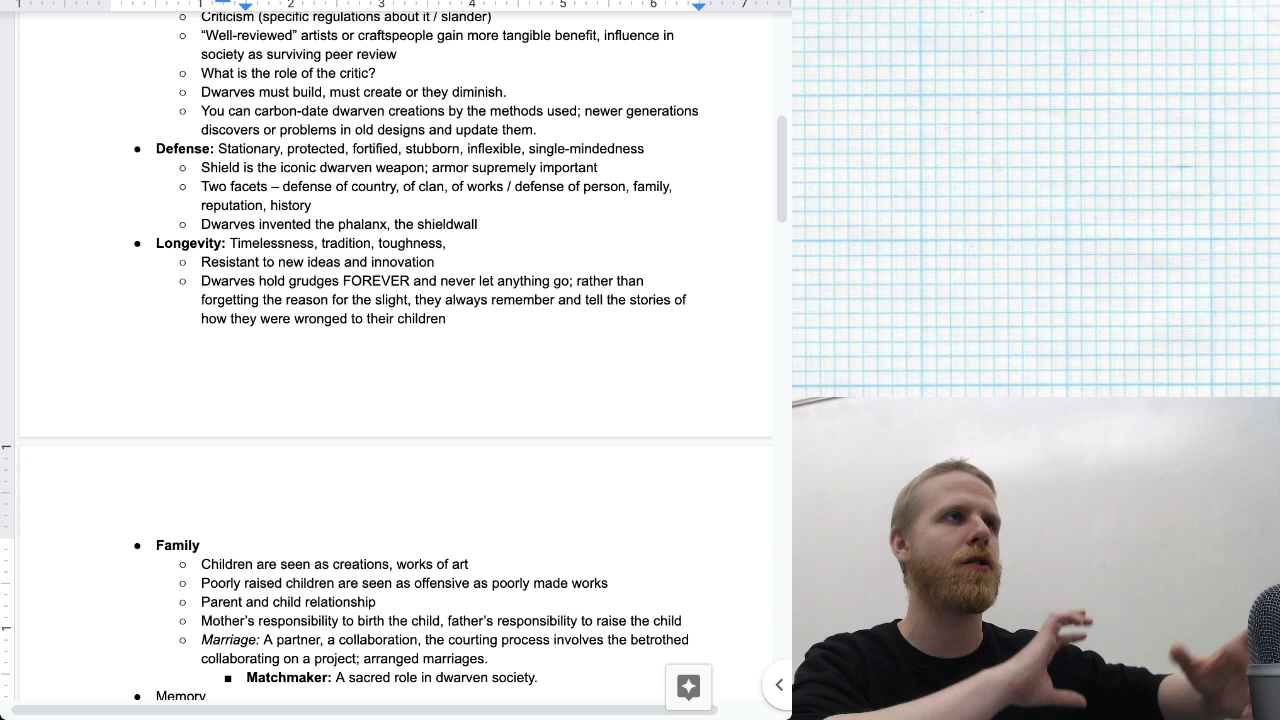 1 1 2 3 4 5 6 7
○ Criticism (specific regulations about it / slander)
○ “Well-reviewed” artists or craftspeople gain more tangible benefit, influence in
society as surviving peer review
○ What is the role of the critic?
○ Dwarves must build, must create or they diminish.
○ You can carbon-date dwarven creations by the methods used; newer generations
discovers or problems in old designs and update them.
● Defense: Stationary, protected, fortified, stubborn, inflexible, single-mindedness
○ Shield is the iconic dwarven weapon; armor supremely important
○ Two facets – defense of country, of clan, of works / defense of person, family,
reputation, history
○ Dwarves invented the phalanx, the shieldwall
● Longevity: Timelessness, tradition, toughness,
○ Resistant to new ideas and innovation
○ Dwarves hold grudges FOREVER and never let anything go; rather than
forgetting the reason for the slight, they always remember and tell the stories of
how they were wronged to their children
1
● Family
○ Children are seen as creations, works of art
○ Poorly raised children are seen as offensive as poorly made works
○ Parent and child relationship
○ Mother’s responsibility to birth the child, father’s responsibility to raise the child
○ Marriage: A partner, a collaboration, the courting process involves the betrothed
collaborating on a project; arranged marriages.
■ Matchmaker: A sacred role in dwarven society.
1
● Memory